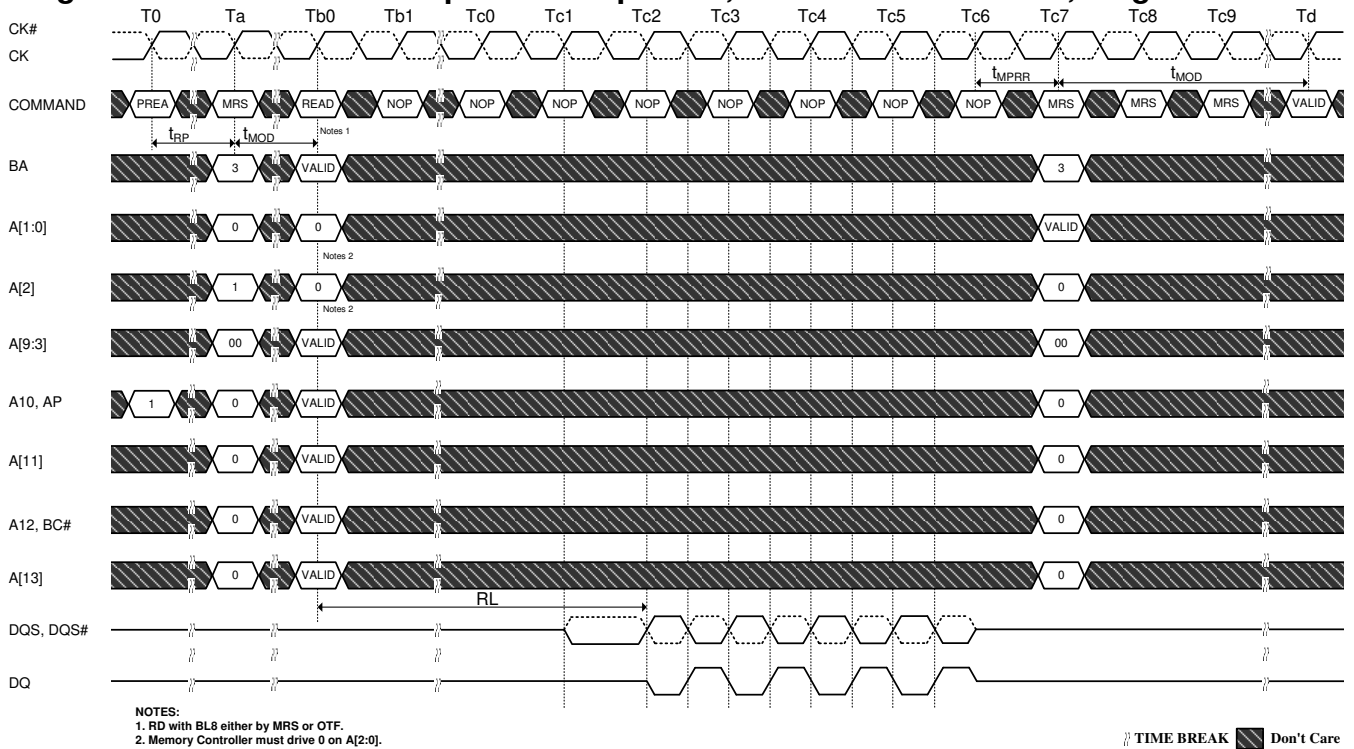 T0 Ta Tb0 Tb1 Tc0 Tc1 Tc2 Tc3 Tc4 Tc5 Tc6 Tc7 Tc8 Tc9 Td
CK#
CK
tMPRR tMOD
COMMAND PREA MRS READ NOP NOP NOP NOP NOP NOP NOP NOP MRS MRS MRS VALID
tRP tMOD Notes 1
BA 3 VALID 3
A[1:0] 0 0 VALID
Notes 2
A[2] 1 0 0
Notes 2
A[9:3] 00 VALID 00
A10, AP 1 0 VALID 0
A[11] 0 VALID 0
A12, BC# 0 VALID 0
A[13] 0 VALID 0
RL
DQS, DQS#
DQ
NOTES:
1. RD with BL8 either by MRS or OTF.
2. Memory Controller must drive 0 on A[2:0].
TIME BREAK Don't Care